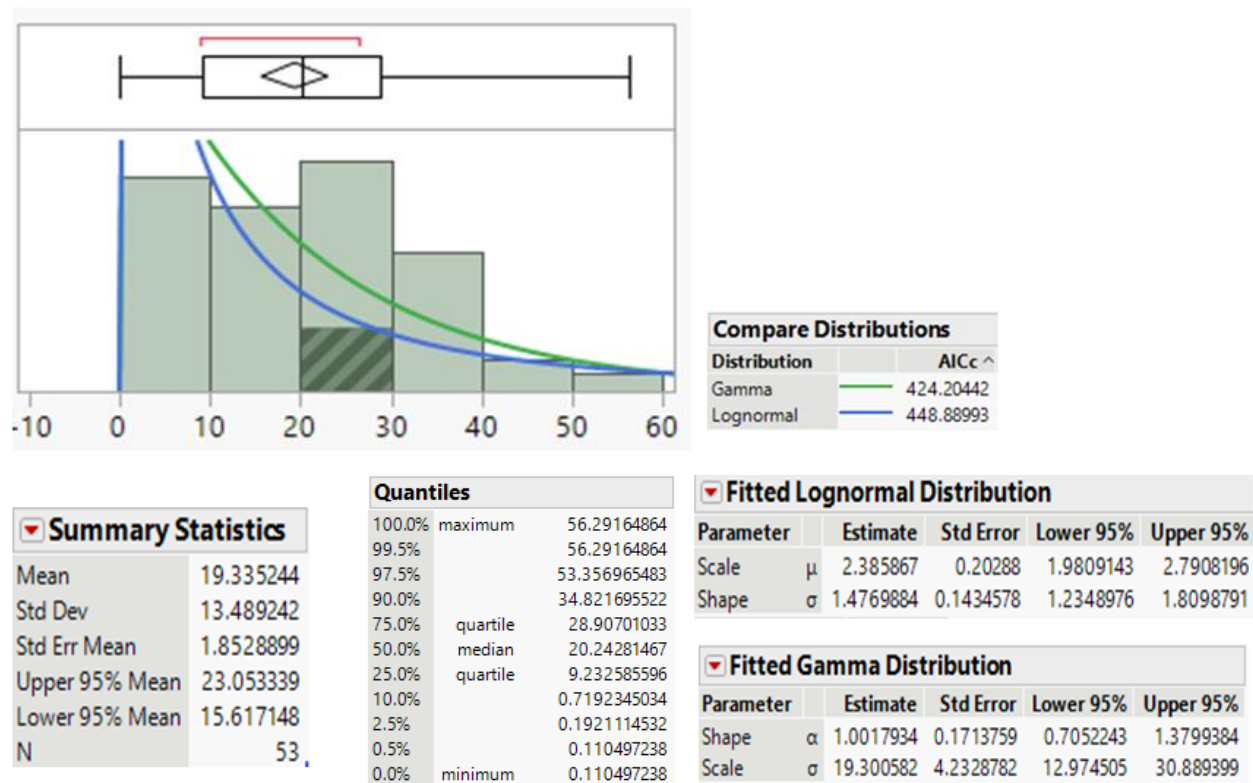 -10 0 10 20 30 40 50 60
Compare Distributions
Distribution AICc ^
Gamma 424.20442
Lognormal 448.88993
Summary Statistics
Mean 19.335244
Std Dev 13.489242
Std Err Mean 1.8528899
Upper 95% Mean 23.053339
Lower 95% Mean 15.617148
N 53
Quantiles
100.0% maximum 56.29164864
99.5% 56.29164864
97.5% 53.356965483
90.0% 34.821695522
75.0% quartile 28.90701033
50.0% median 20.24281467
25.0% quartile 9.232585596
10.0% 0.7192345034
2.5% 0.1921114532
0.5% 0.110497238
0.0% minimum 0.110497238
Fitted Lognormal Distribution
Parameter Estimate Std Error Lower 95% Upper 95%
Scale μ 2.385867 0.20288 1.9809143 2.7908196
Shape σ 1.4769884 0.1434578 1.2348976 1.8098791
Fitted Gamma Distribution
Parameter Estimate Std Error Lower 95% Upper 95%
Shape α 1.0017934 0.1713759 0.7052243 1.3799384
Scale σ 19.300582 4.2328782 12.974505 30.889399